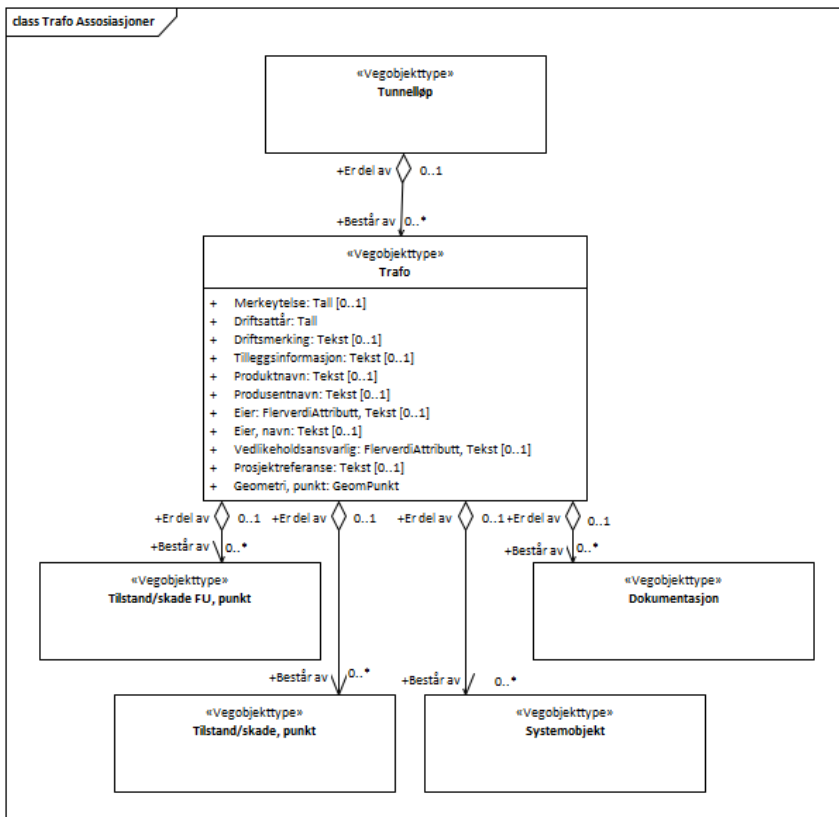 class Trafo Assosiasjoner
«Vegobjekttype»
Tunnelløp
+Er del av 0..1
+Består av 0..*
«Vegobjekttype»
Trafo
+ Merkeytelse: Tall [0..1]
+ Driftsattår: Tall
+ Driftsmerking: Tekst [0..1]
+ Tilleggsinformasjon: Tekst [0..1]
+ Produktnavn: Tekst [0..1]
+ Produsentnavn: Tekst [0..1]
+ Eier: FlerverdiAttributt, Tekst [0..1]
+ Eier, navn: Tekst [0..1]
+ Vedlikeholdsansvarlig: FlerverdiAttributt, Tekst [0..1]
+ Prosjektreferanse: Tekst [0..1]
+ Geometri, punkt: GeomPunkt
+Er del av 0..1 +Er del av 0..1 +Er del av 0..1 +Er del av 0..1
+Består av 0..* +Består av 0..*
«Vegobjekttype»
Tilstand/skade FU, punkt
«Vegobjekttype»
Dokumentasjon
+Består av 0..* +Består av 0..*
«Vegobjekttype»
Tilstand/skade, punkt
«Vegobjekttype»
Systemobjekt